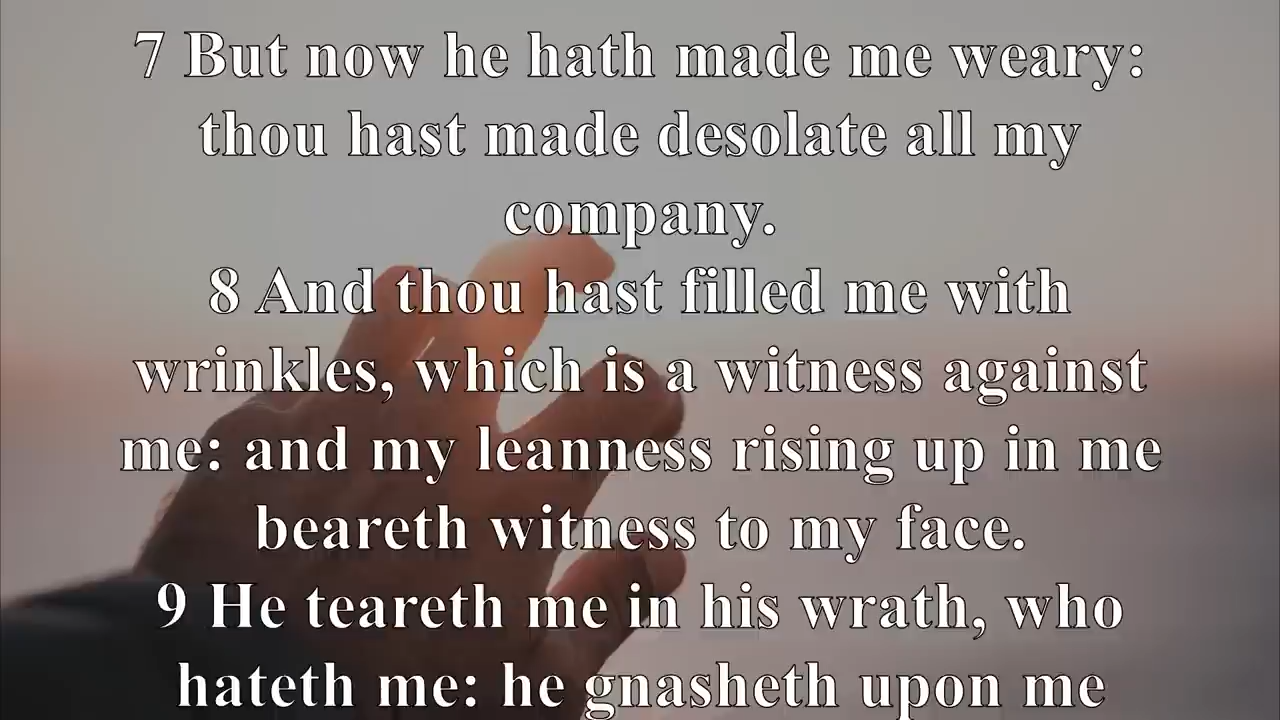 7 But now he hath made me weary:
thou hast made desolate all my
company.
8 And thou hast filled me with
wrinkles, which is a witness against
me: and my leanness rising up in me
beareth witness to my face.
9 He teareth me in his wrath, who
hateth me: he gnasheth upon me